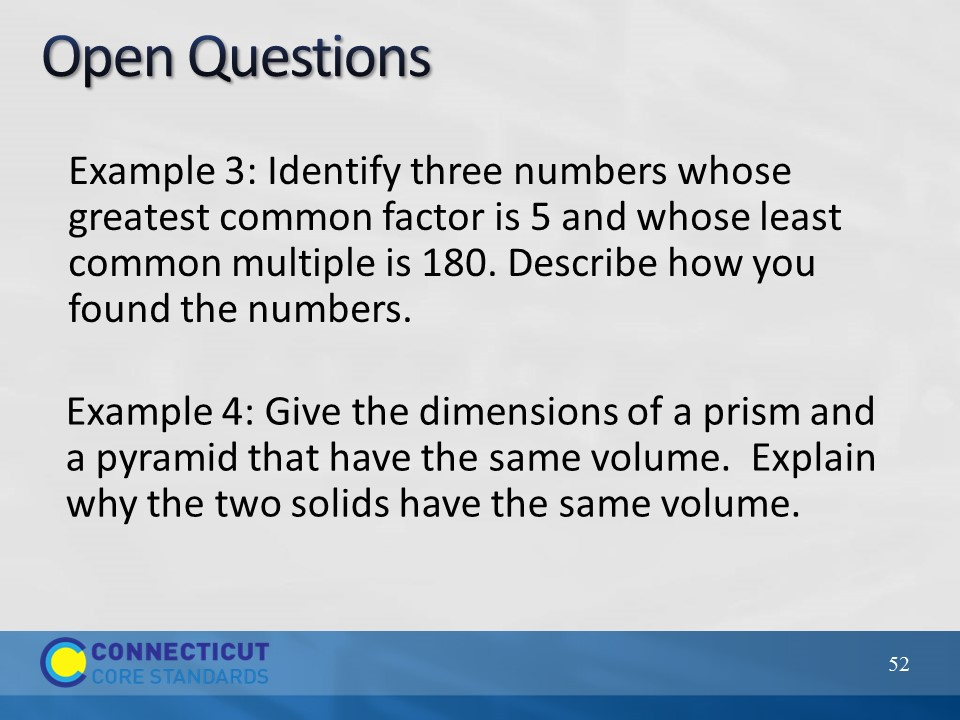 Open Questions
Example 3: Identify three numbers whose
greatest common factor is 5 and whose least
common multiple is 180. Describe how you
found the numbers.
Example 4: Give the dimensions of a prism and
a pyramid that have the same volume.  Explain
why the two solids have the same volume.
CONNECTICUT
CORE STANDARDS
52